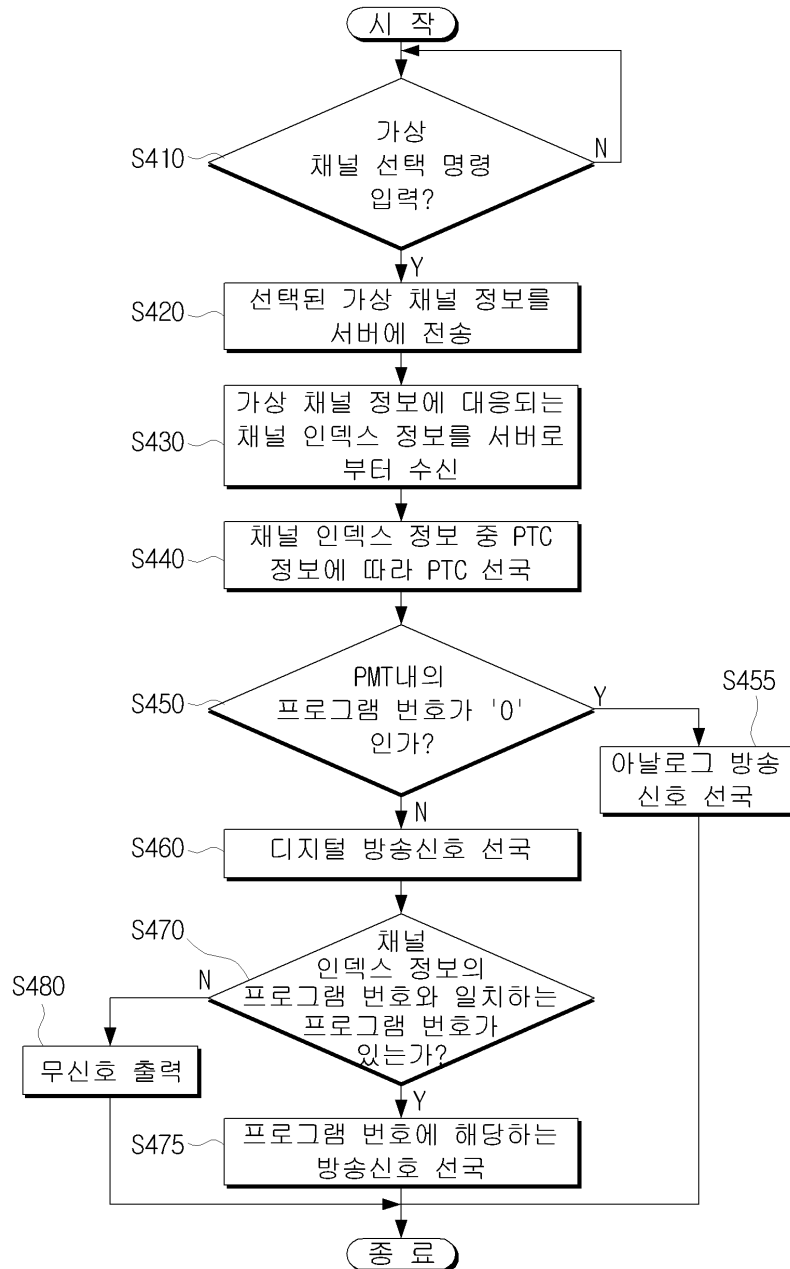 시 작
가상
채널 선택 명령
입력?
S410
N
Y
S420
선택된 가상 채널 정보를
서버에 전송
S430
가상 채널 정보에 대응되는
채널 인덱스 정보를 서버로
부터 수신
S440
채널 인덱스 정보 중 PTC
정보에 따라 PTC 선국
S450
PMT내의
프로그램 번호가 '0'
인가?
Y
S455
아날로그 방송
신호 선국
N
S460
디지털 방송신호 선국
S470
채널
인덱스 정보의
프로그램 번호와 일치하는
프로그램 번호가
있는가?
N
S480
무신호 출력
Y
S475
프로그램 번호에 해당하는
방송신호 선국
종 료